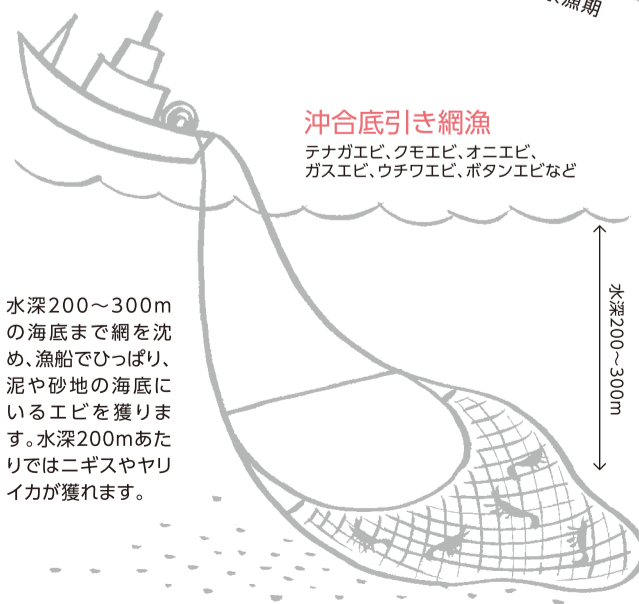 漁期
沖合底引き網漁
テナガエビ、クモエビ、オニエビ、
ガスエビ、ウチワエビ、ボタンエビなど
水深200〜300m
の海底まで網を沈
め、漁船でひっぱり、
泥や砂地の海底に
いるエビを獲りま
す。水深200mあた
りではニギスやヤリ
イカが獲れます。
水深200〜300m